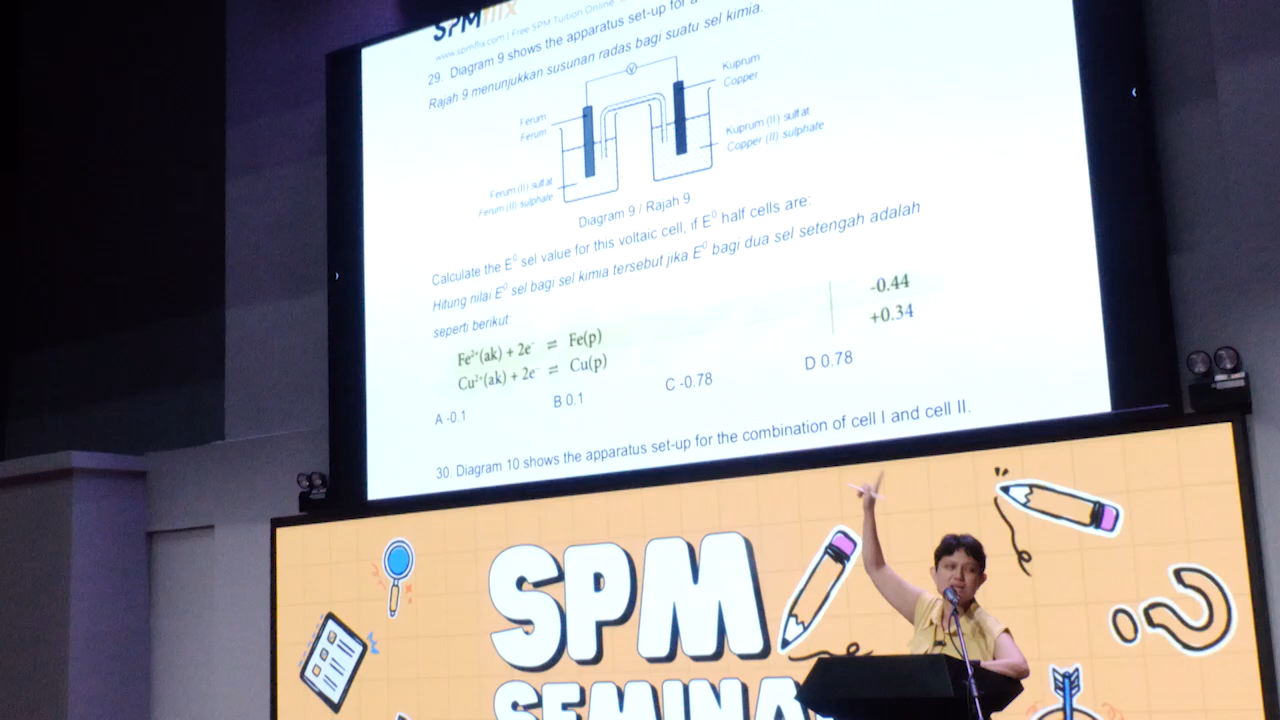 SPMflix
www.spmflix.com | Free SPM Tuition Online
29. Diagram 9 shows the apparatus set-up for a
Rajah 9 menunjukkan susunan radas bagi suatu sel kimia.
V
Kuprum
Copper
Ferum
Ferum
Kuprum (II) sulfat
Copper (II) sulphate
Ferum (II) sulfat
Ferum (II) sulphate
Diagram 9 / Rajah 9
Calculate the E⁰ sel value for this voltaic cell, if E⁰ half cells are:
Hitung nilai E⁰ sel bagi sel kimia tersebut jika E⁰ bagi dua sel setengah adalah
seperti berikut
Fe²⁺(ak) + 2e⁻ ⇌ Fe(p) -0.44
Cu²⁺(ak) + 2e⁻ ⇌ Cu(p) +0.34
A -0.1 B 0.1 C -0.78 D 0.78
30. Diagram 10 shows the apparatus set-up for the combination of cell I and cell II.
SPM
SEMINA